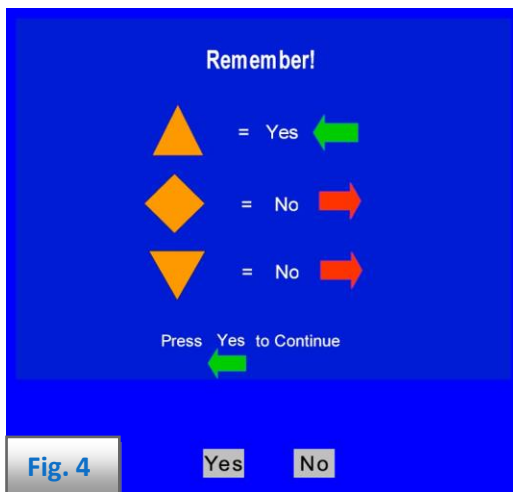 Remember!
= Yes
= No
= No
Press Yes to Continue
Fig. 4
Yes No